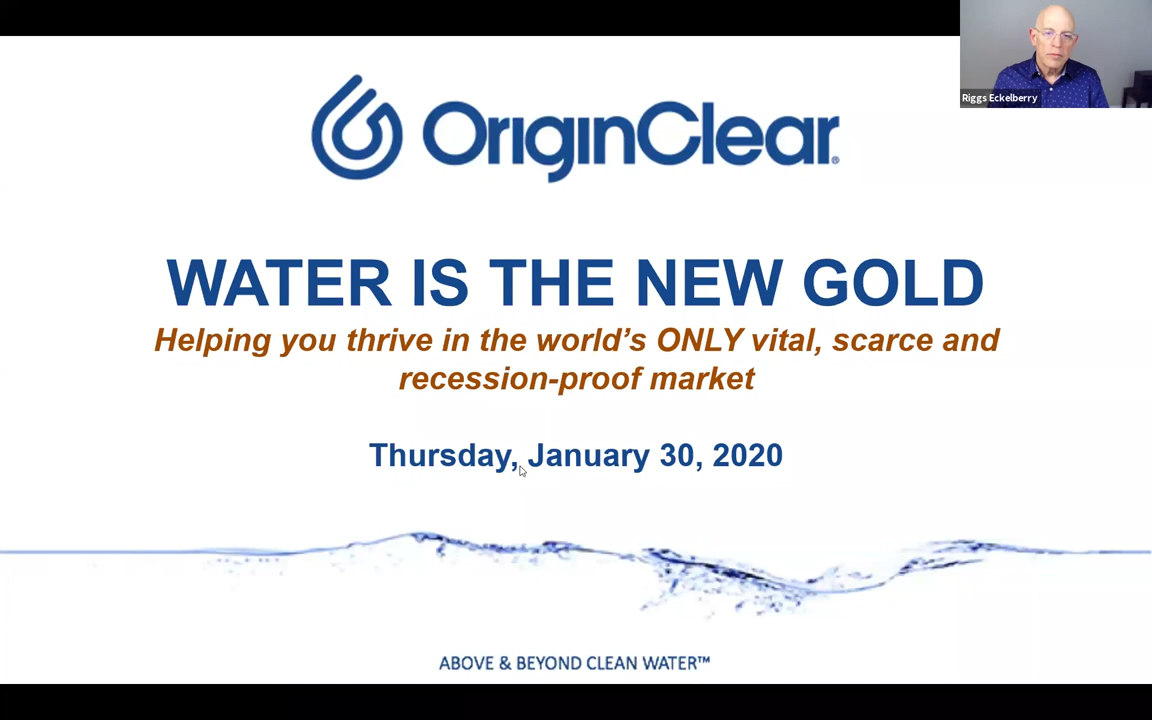 Riggs Eckelberry
OriginClear®
WATER IS THE NEW GOLD
Helping you thrive in the world’s ONLY vital, scarce and
recession-proof market
Thursday, January 30, 2020
ABOVE & BEYOND CLEAN WATER™